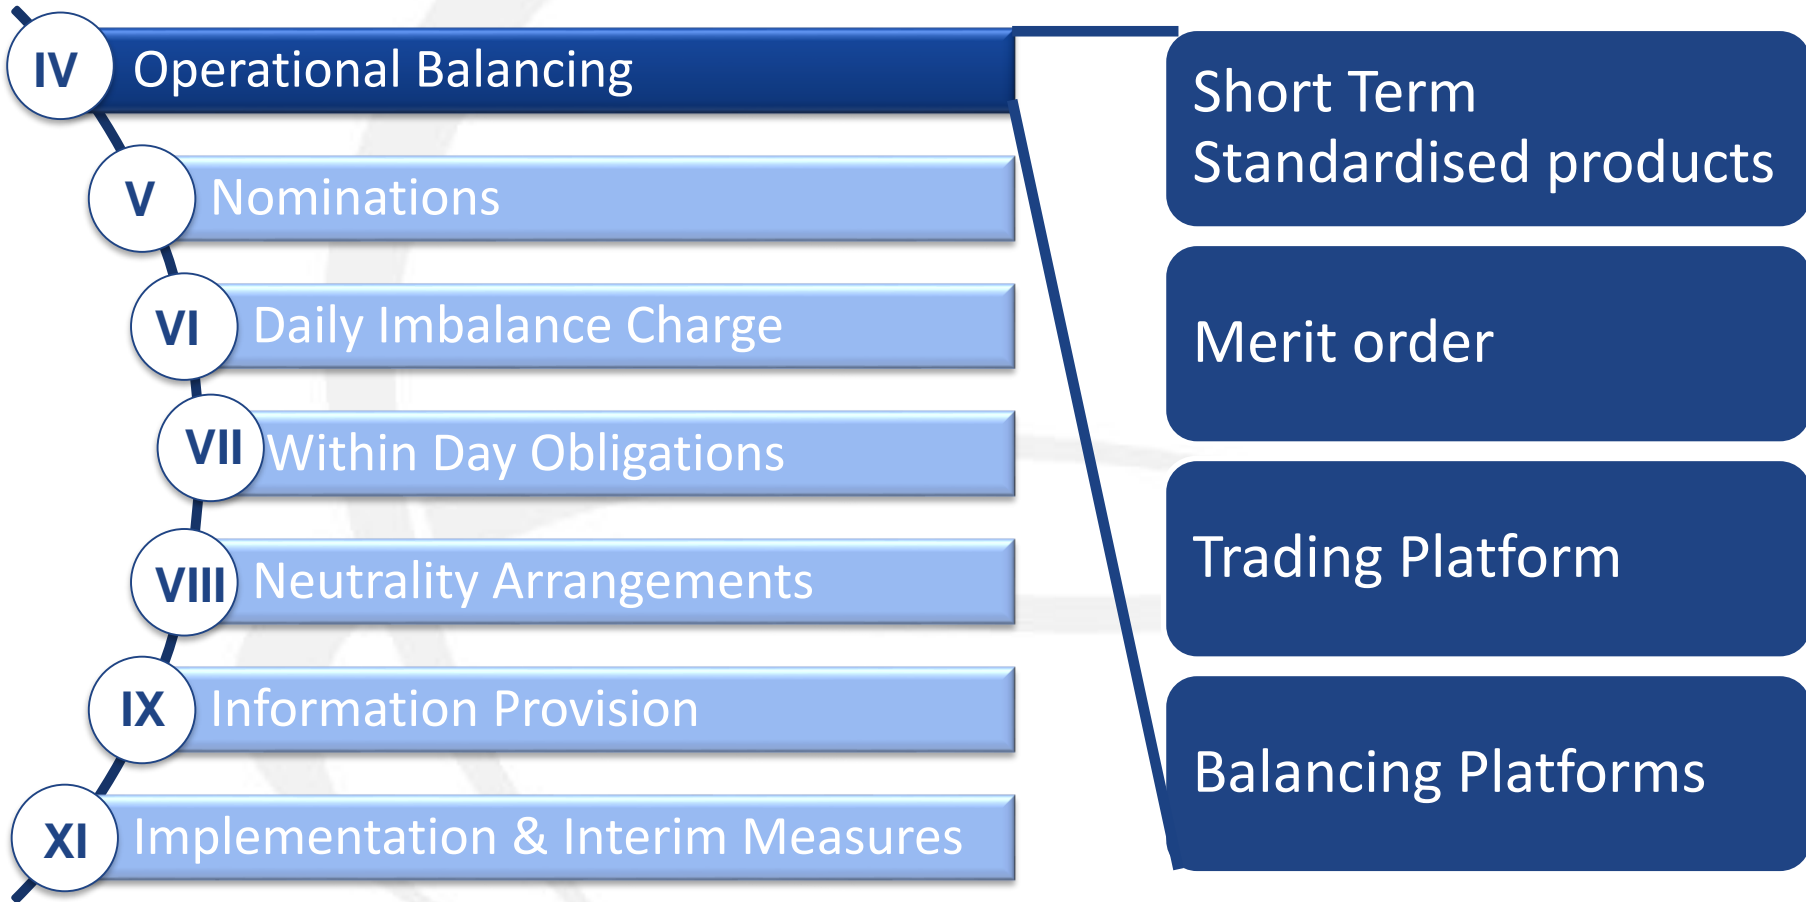 IV Operational Balancing
V Nominations
VI Daily Imbalance Charge
VII Within Day Obligations
VIII Neutrality Arrangements
IX Information Provision
XI Implementation & Interim Measures
Short Term
Standardised products
Merit order
Trading Platform
Balancing Platforms